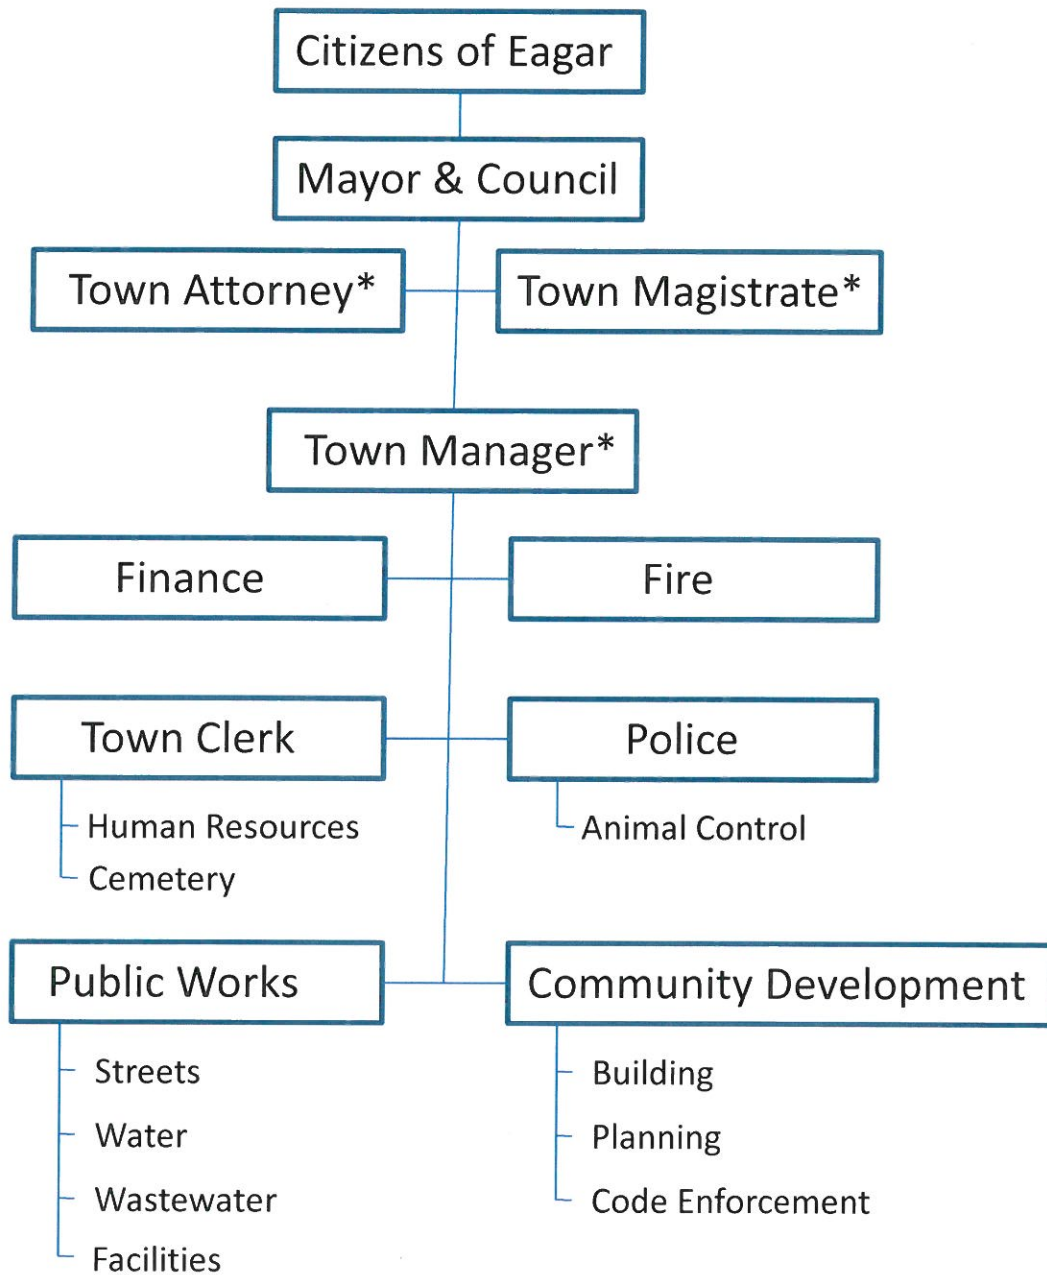 Citizens of Eagar
Mayor & Council
Town Attorney*
Town Magistrate*
Town Manager*
Finance
Fire
Town Clerk
Human Resources
Cemetery
Police
Animal Control
Public Works
Streets
Water
Wastewater
Facilities
Community Development
Building
Planning
Code Enforcement